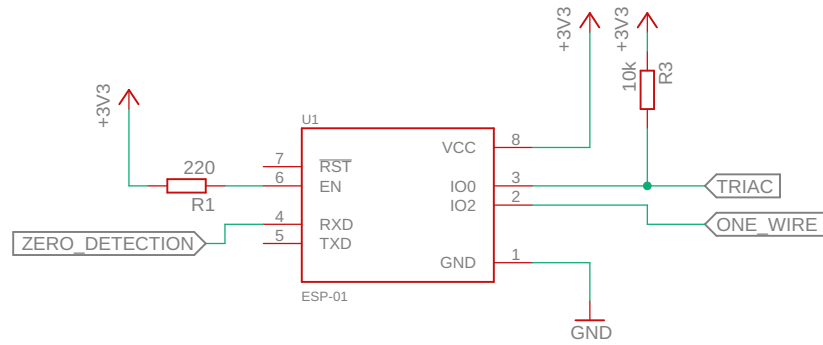 +3V3
+3V3
+3V3
10k
R3
U1
220
R1
7
RST
6
EN
4
RXD
5
TXD
VCC
8
IO0
3
IO2
2
GND
1
TRIAC
ONE_WIRE
ZERO_DETECTION
ESP-01
GND